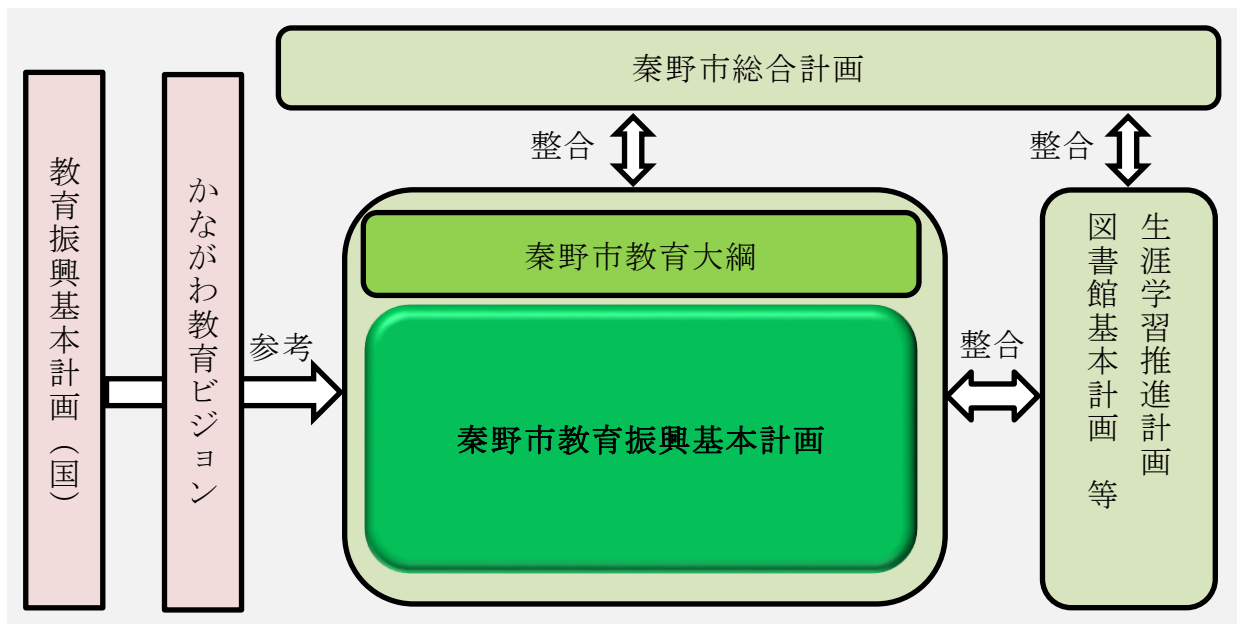 秦野市総合計画
整合
整合
教育振興基本計画（国）
かながわ教育ビジョン
参考
秦野市教育大綱
秦野市教育振興基本計画
整合
生涯学習推進計画
図書館基本計画　等